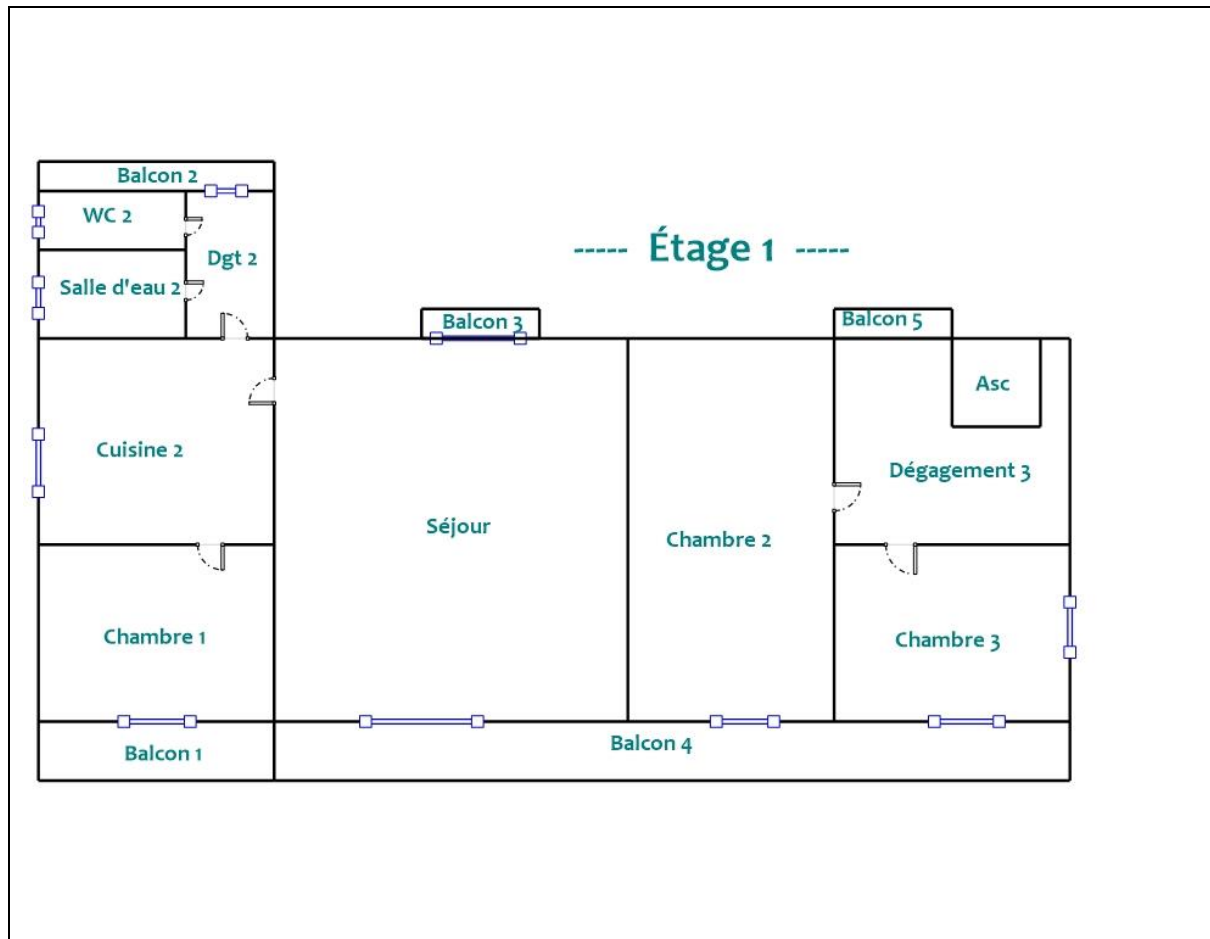 Balcon 2
WC 2
Dgt 2
Salle d'eau 2
----- Étage 1 -----
Balcon 3
Balcon 5
Asc
Cuisine 2
Dégagement 3
Séjour
Chambre 2
Chambre 1
Chambre 3
Balcon 1
Balcon 4